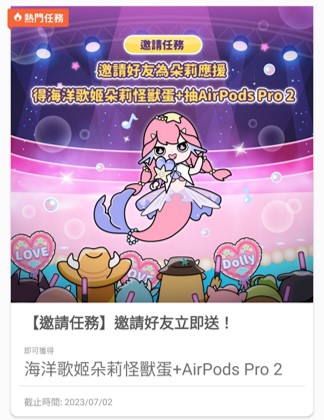 熱門任務
邀請任務
邀請好友為朵莉應援
得海洋歌姬朵莉怪獸蛋+抽AirPods Pro 2
LOVE
Dolly
【邀請任務】邀請好友立即送！
即可獲得
海洋歌姬朵莉怪獸蛋+AirPods Pro 2
截止時間: 2023/07/02